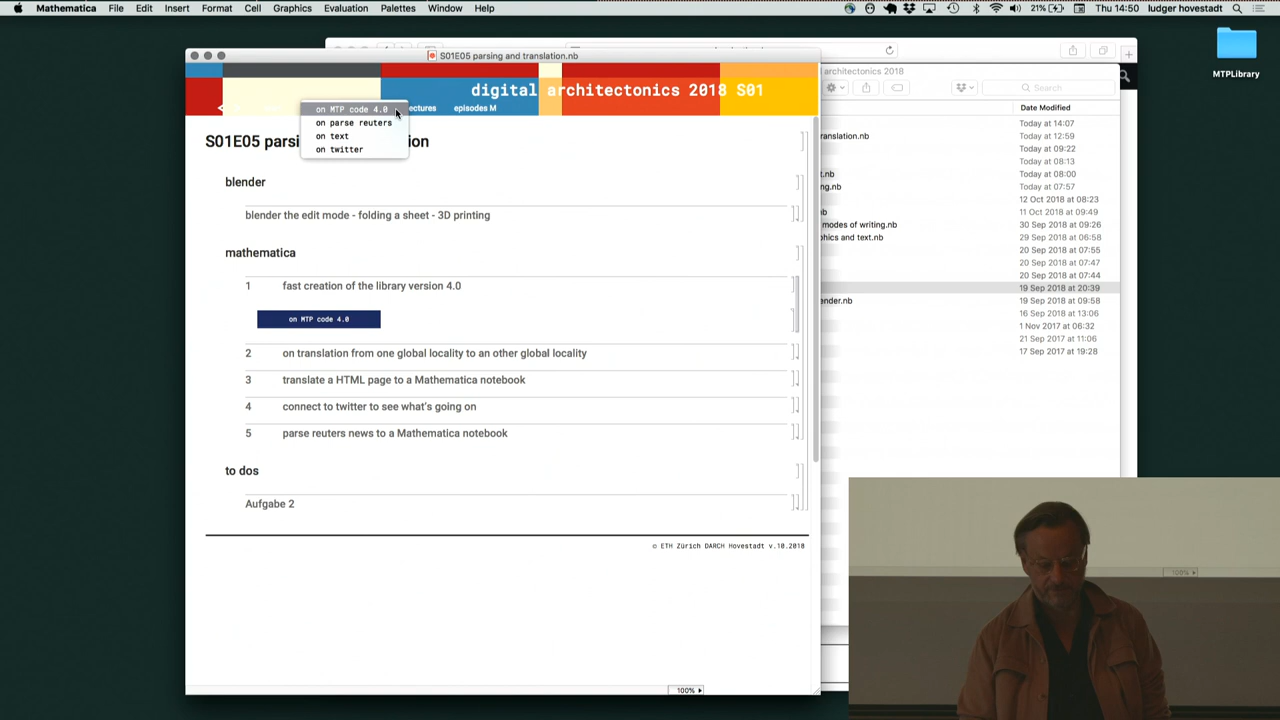 Mathematica File Edit Insert Format Cell Graphics Evaluation Palettes Window Help
21% Thu 14:50 ludger hovestadt
S01E05 parsing and translation.nb
digital architectonics 2018 S01
ectures episodes M
on MTP code 4.0
on parse reuters
on text
on twitter
S01E05 parsi ion
blender
blender the edit mode - folding a sheet - 3D printing
mathematica
1 fast creation of the library version 4.0
on MTP code 4.0
2 on translation from one global locality to an other global locality
3 translate a HTML page to a Mathematica notebook
4 connect to twitter to see what's going on
5 parse reuters news to a Mathematica notebook
to dos
Aufgabe 2
© ETH Zürich DARCH Hovestadt v.10.2018
100%
architectonics 2018
Search
Date Modified
Today at 14:07
ranslation.nb Today at 12:59
Today at 09:22
Today at 08:13
t.nb Today at 08:00
ng.nb Today at 07:57
12 Oct 2018 at 08:23
nb 11 Oct 2018 at 09:49
modes of writing.nb 30 Sep 2018 at 09:26
phics and text.nb 29 Sep 2018 at 06:58
20 Sep 2018 at 07:55
20 Sep 2018 at 07:47
20 Sep 2018 at 07:44
19 Sep 2018 at 20:39
ender.nb 19 Sep 2018 at 09:58
16 Sep 2018 at 13:06
1 Nov 2017 at 06:32
21 Sep 2017 at 11:06
17 Sep 2017 at 19:28
MTPLibrary
100%